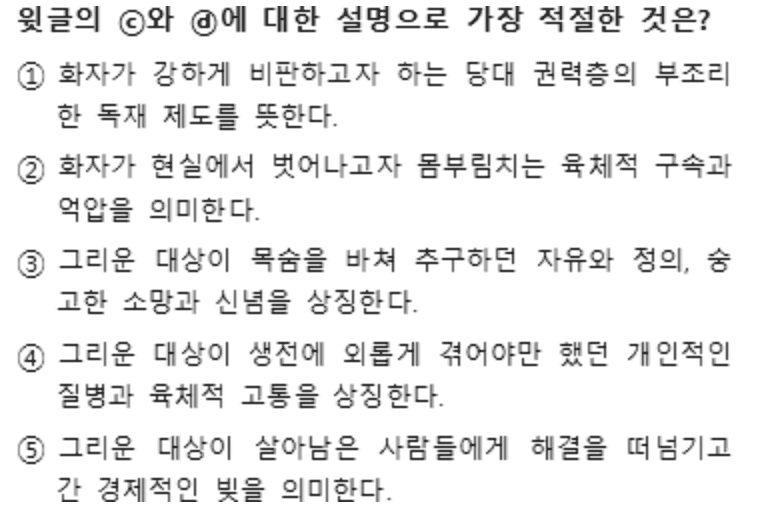 윗글의 ⓒ와 ⓓ에 대한 설명으로 가장 적절한 것은?
① 화자가 강하게 비판하고자 하는 당대 권력층의 부조리
한 독재 제도를 뜻한다.
② 화자가 현실에서 벗어나고자 몸부림치는 육체적 구속과
억압을 의미한다.
③ 그리운 대상이 목숨을 바쳐 추구하던 자유와 정의, 숭
고한 소망과 신념을 상징한다.
④ 그리운 대상이 생전에 외롭게 겪어야만 했던 개인적인
질병과 육체적 고통을 상징한다.
⑤ 그리운 대상이 살아남은 사람들에게 해결을 떠넘기고
간 경제적인 빚을 의미한다.